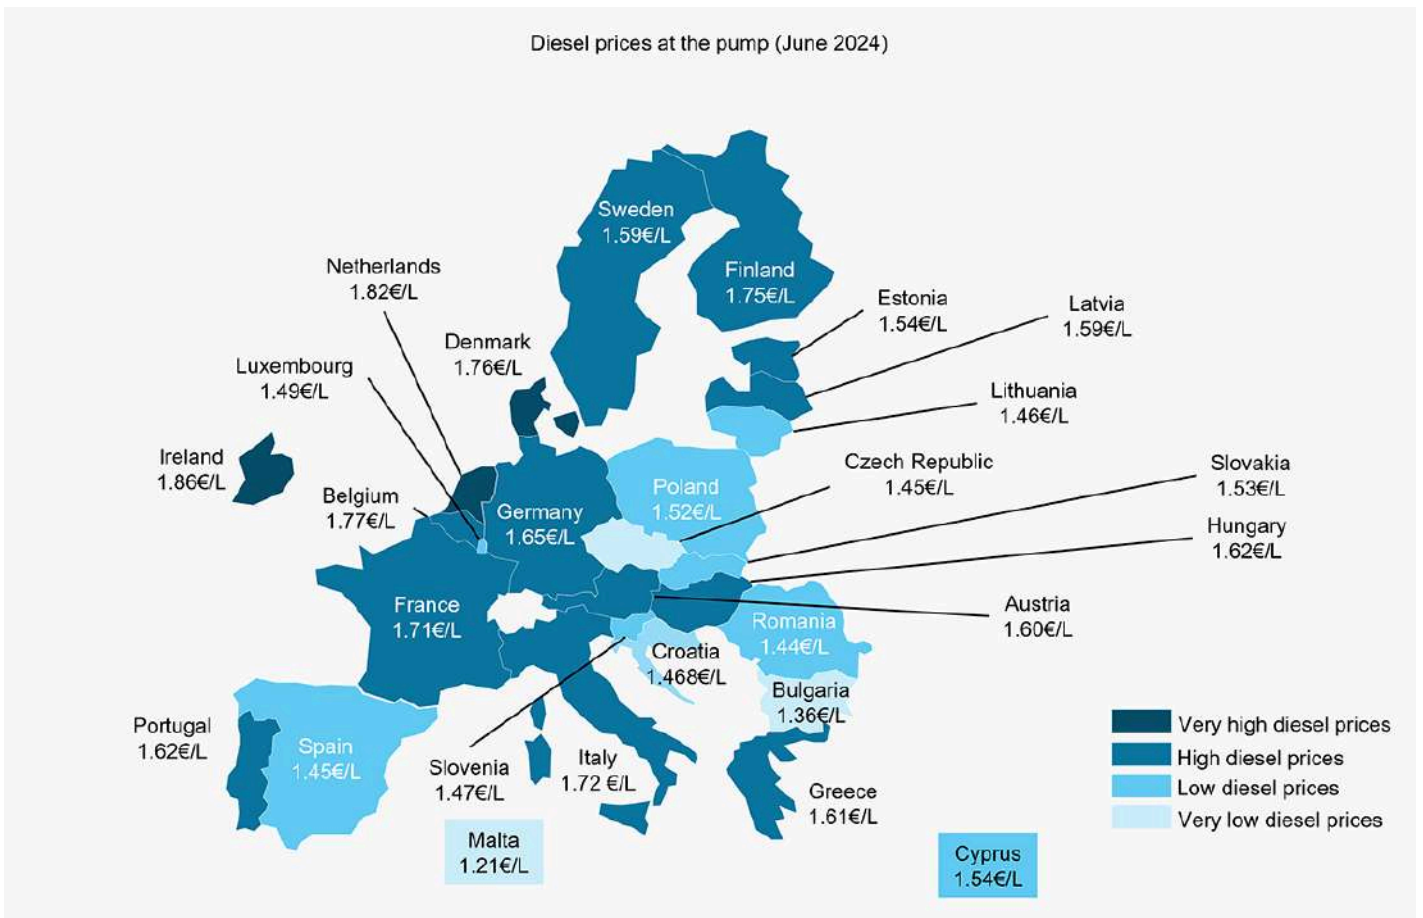 Diesel prices at the pump (June 2024)
Sweden
1.59€/L
Finland
1.75€/L
Netherlands
1.82€/L
Estonia
1.54€/L
Latvia
1.59€/L
Denmark
1.76€/L
Luxembourg
1.49€/L
Lithuania
1.46€/L
Ireland
1.86€/L
Czech Republic
1.45€/L
Slovakia
1.53€/L
Belgium
1.77€/L
Germany
1.65€/L
Poland
1.52€/L
Hungary
1.62€/L
France
1.71€/L
Austria
1.60€/L
Romania
1.44€/L
Croatia
1.468€/L
Bulgaria
1.36€/L
Portugal
1.62€/L
Spain
1.45€/L
Slovenia
1.47€/L
Italy
1.72 €/L
Greece
1.61€/L
Malta
1.21€/L
Cyprus
1.54€/L
Very high diesel prices
High diesel prices
Low diesel prices
Very low diesel prices